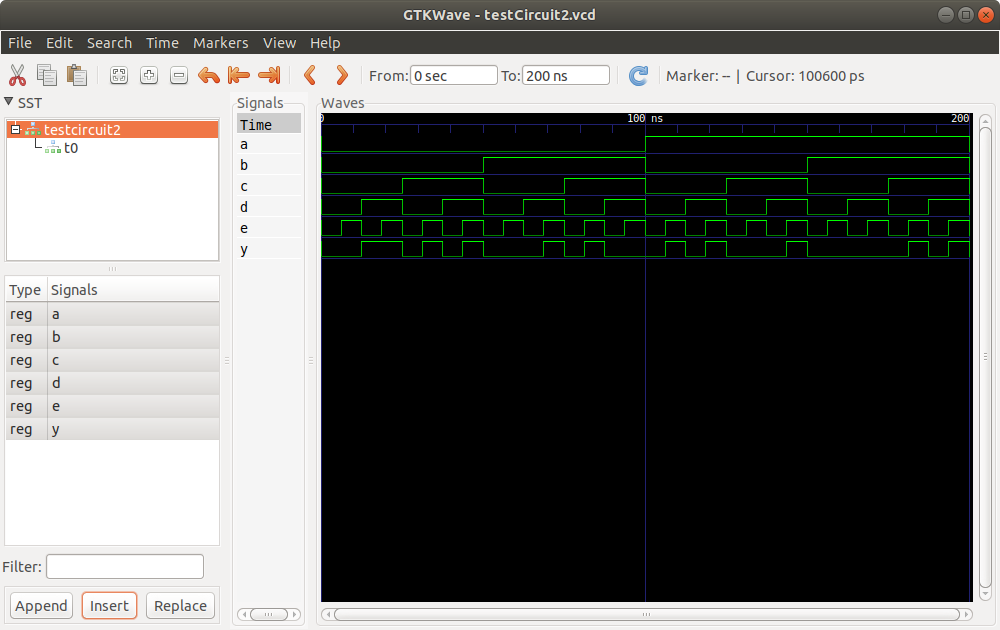 GTKWave - testCircuit2.vcd
File Edit Search Time Markers View Help
From: 0 sec To: 200 ns Marker: -- | Cursor: 100600 ps
SST
testcircuit2
t0
Type Signals
reg a
reg b
reg c
reg d
reg e
reg y
Filter:
Append Insert Replace
Signals
Time
a
b
c
d
e
y
Waves
0 100 ns 200